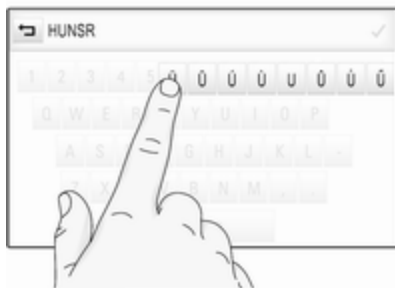 HUNSR
1 2 3 4 5 Ú Ù U
Q W E R Y U I O P
A S G H J K L -
Z X B N M , .